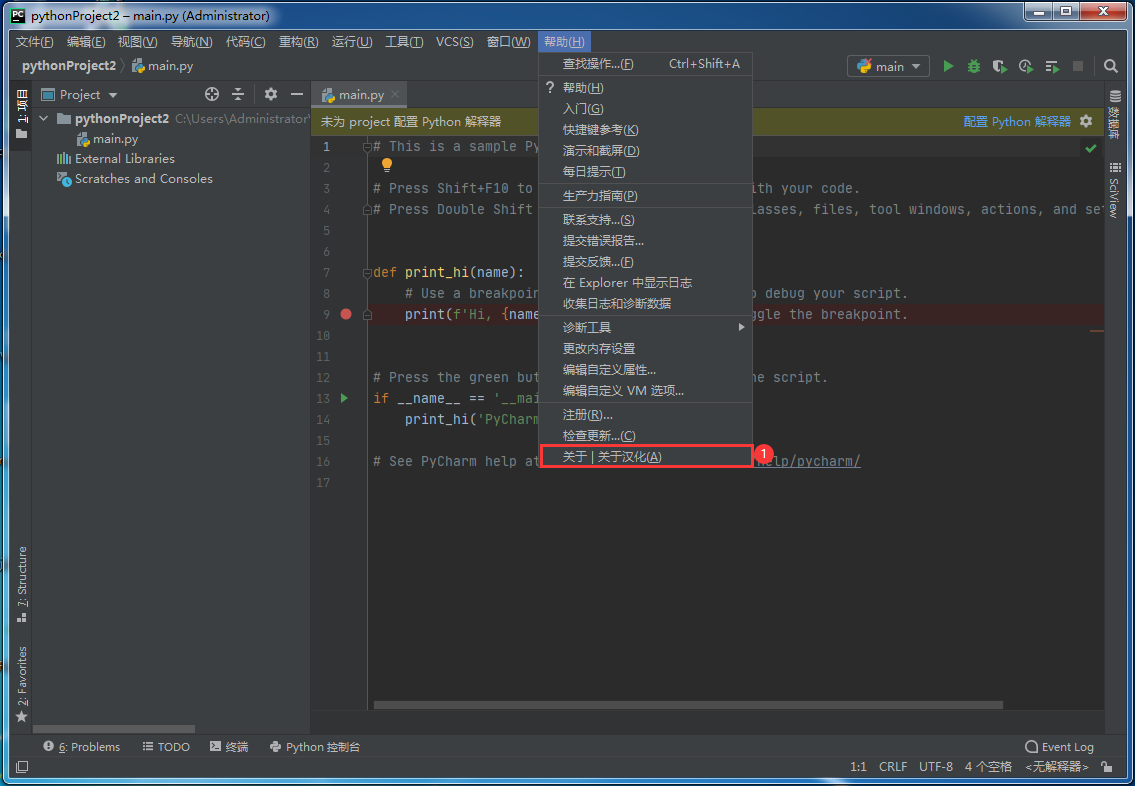 pythonProject2 – main.py (Administrator)
文件(F) 编辑(E) 视图(V) 导航(N) 代码(C) 重构(R) 运行(U) 工具(T) VCS(S) 窗口(W) 帮助(H)
pythonProject2 main.py
main
查找操作...(F) Ctrl+Shift+A
? 帮助(H)
入门(G)
快捷键参考(K)
演示和截屏(D)
每日提示(T)
生产力指南(P)
联系支持...(S)
提交错误报告...
提交反馈...(F)
在 Explorer 中显示日志
收集日志和诊断数据
诊断工具
更改内存设置
编辑自定义属性...
编辑自定义 VM 选项...
注册(R)...
检查更新...(C)
关于 | 关于汉化(A)
1
1: 项目
Project
pythonProject2 C:\Users\Administrator\
main.py
External Libraries
Scratches and Consoles
main.py
未为 project 配置 Python 解释器 配置 Python 解释器
1 # This is a sample Py
2
3 # Press Shift+F10 to ith your code.
4 # Press Double Shift lasses, files, tool windows, actions, and set
5
6
7 def print_hi(name):
8 # Use a breakpoin o debug your script.
9 print(f'Hi, {name ggle the breakpoint.
10
11
12 # Press the green but he script.
13 if __name__ == '__mai
14 print_hi('PyCharm
15
16 # See PyCharm help at help/pycharm/
17
数据库
SciView
7: Structure
2: Favorites
6: Problems TODO 终端 Python 控制台 Event Log
1:1 CRLF UTF-8 4 个空格 <无解释器>